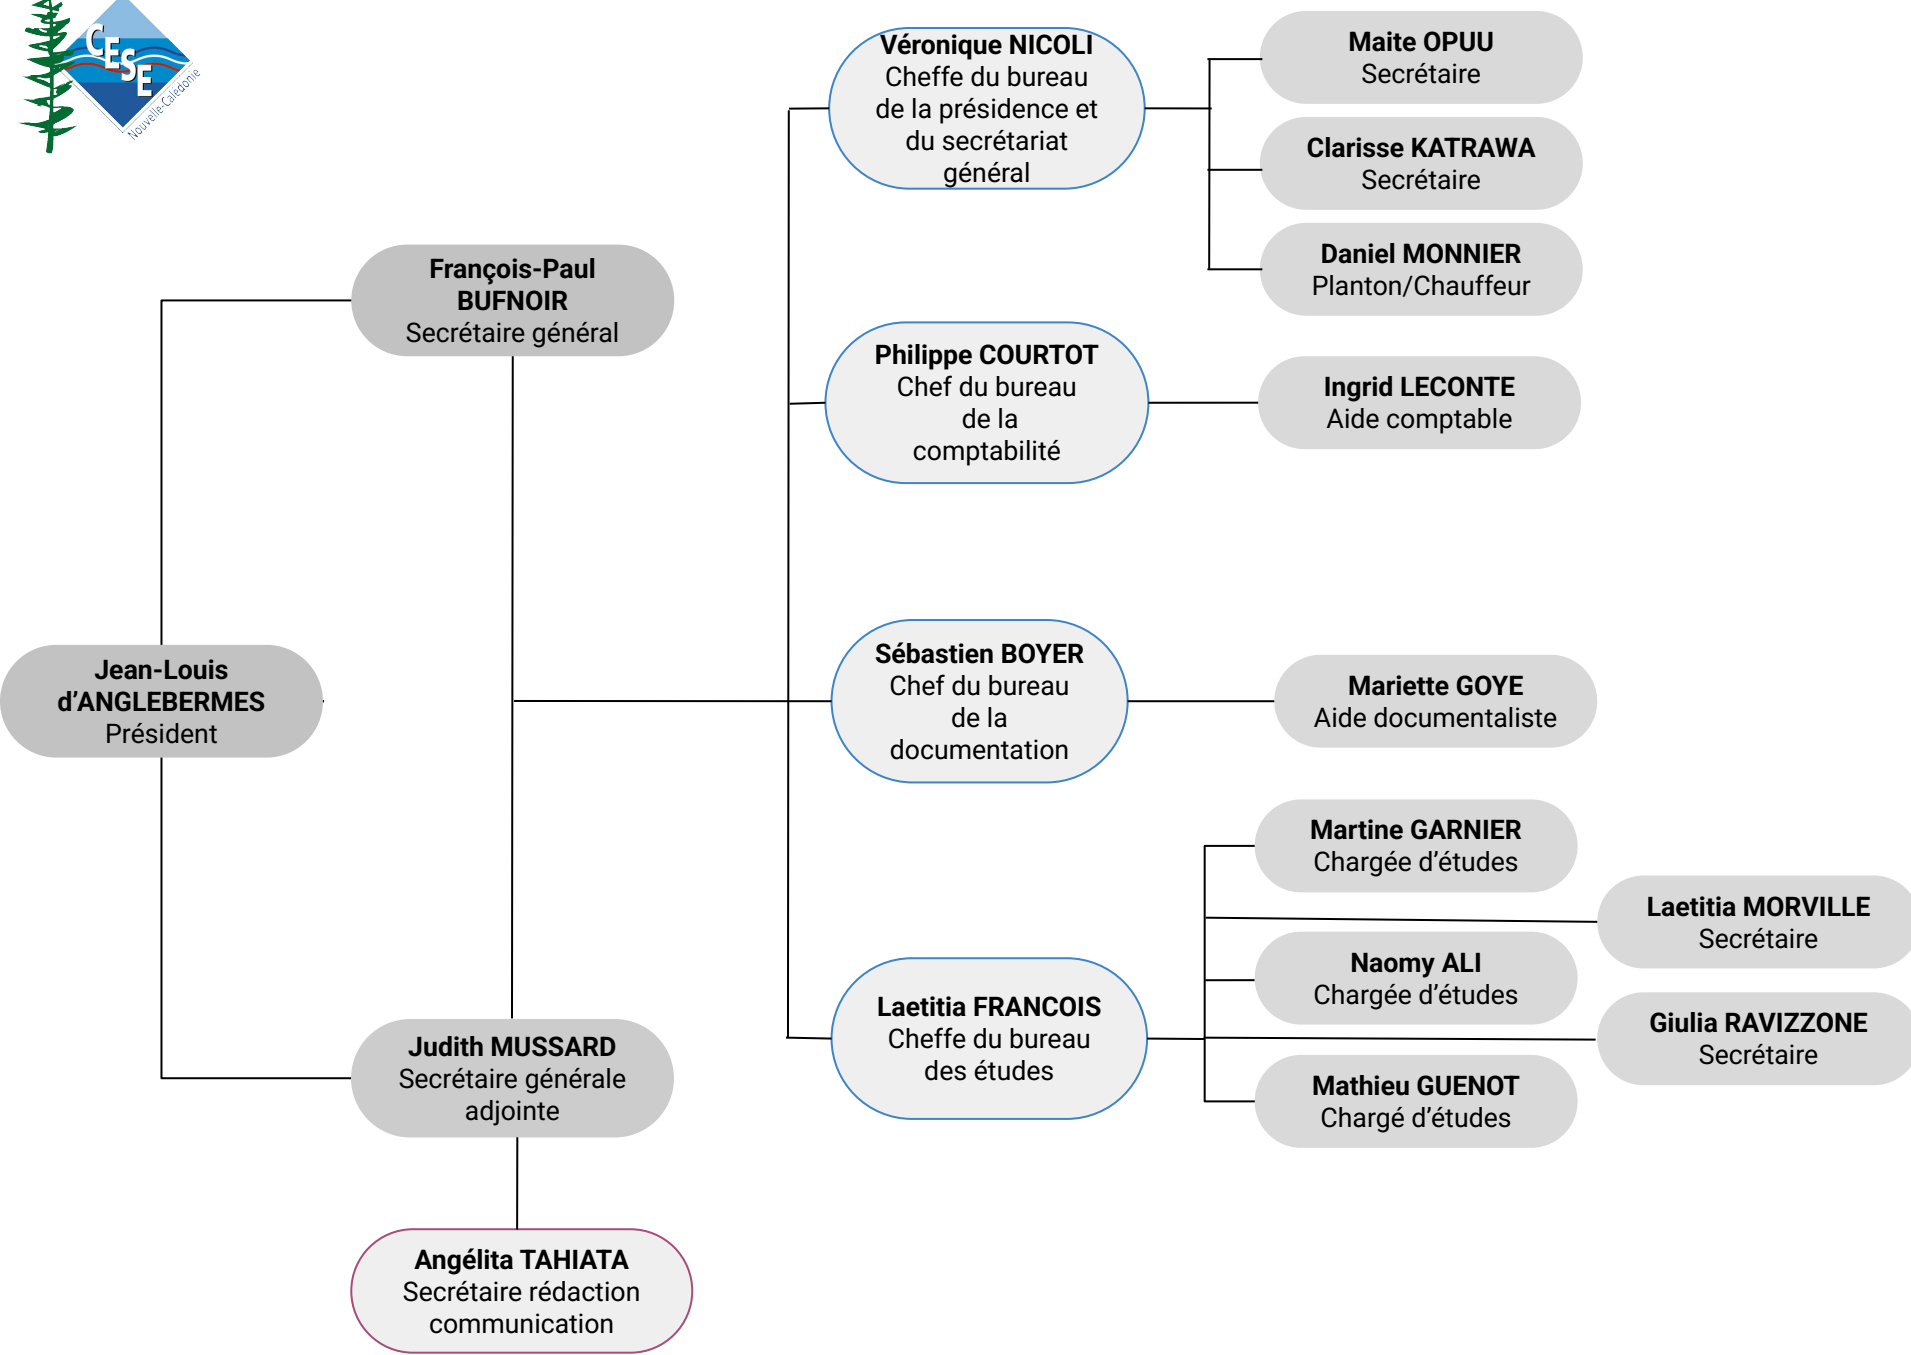 CESE
Nouvelle-Calédonie
Véronique NICOLI
Cheffe du bureau
de la présidence et
du secrétariat
général
Maite OPUU
Secrétaire
Clarisse KATRAWA
Secrétaire
Daniel MONNIER
Planton/Chauffeur
François-Paul
BUFNOIR
Secrétaire général
Philippe COURTOT
Chef du bureau
de la
comptabilité
Ingrid LECONTE
Aide comptable
Jean-Louis
d’ANGLEBERMES
Président
Sébastien BOYER
Chef du bureau
de la
documentation
Mariette GOYE
Aide documentaliste
Martine GARNIER
Chargée d’études
Laetitia MORVILLE
Secrétaire
Naomy ALI
Chargée d’études
Laetitia FRANCOIS
Cheffe du bureau
des études
Giulia RAVIZZONE
Secrétaire
Mathieu GUENOT
Chargé d’études
Judith MUSSARD
Secrétaire générale
adjointe
Angélita TAHIATA
Secrétaire rédaction
communication